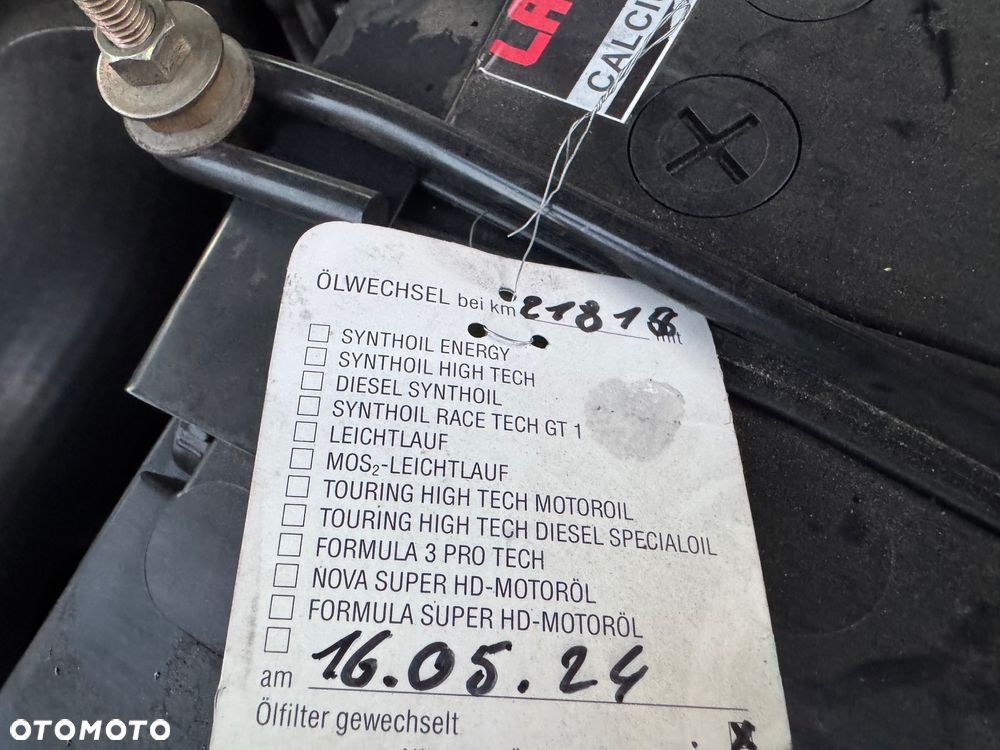 LA
CALCI
ÖLWECHSEL bei km 21818 mit
SYNTHOIL ENERGY
SYNTHOIL HIGH TECH
DIESEL SYNTHOIL
SYNTHOIL RACE TECH GT 1
LEICHTLAUF
MOS₂-LEICHTLAUF
TOURING HIGH TECH MOTOROIL
TOURING HIGH TECH DIESEL SPECIALOIL
FORMULA 3 PRO TECH
NOVA SUPER HD-MOTORÖL
FORMULA SUPER HD-MOTORÖL
am 16.05.24
Ölfilter gewechselt
OTOMOTO